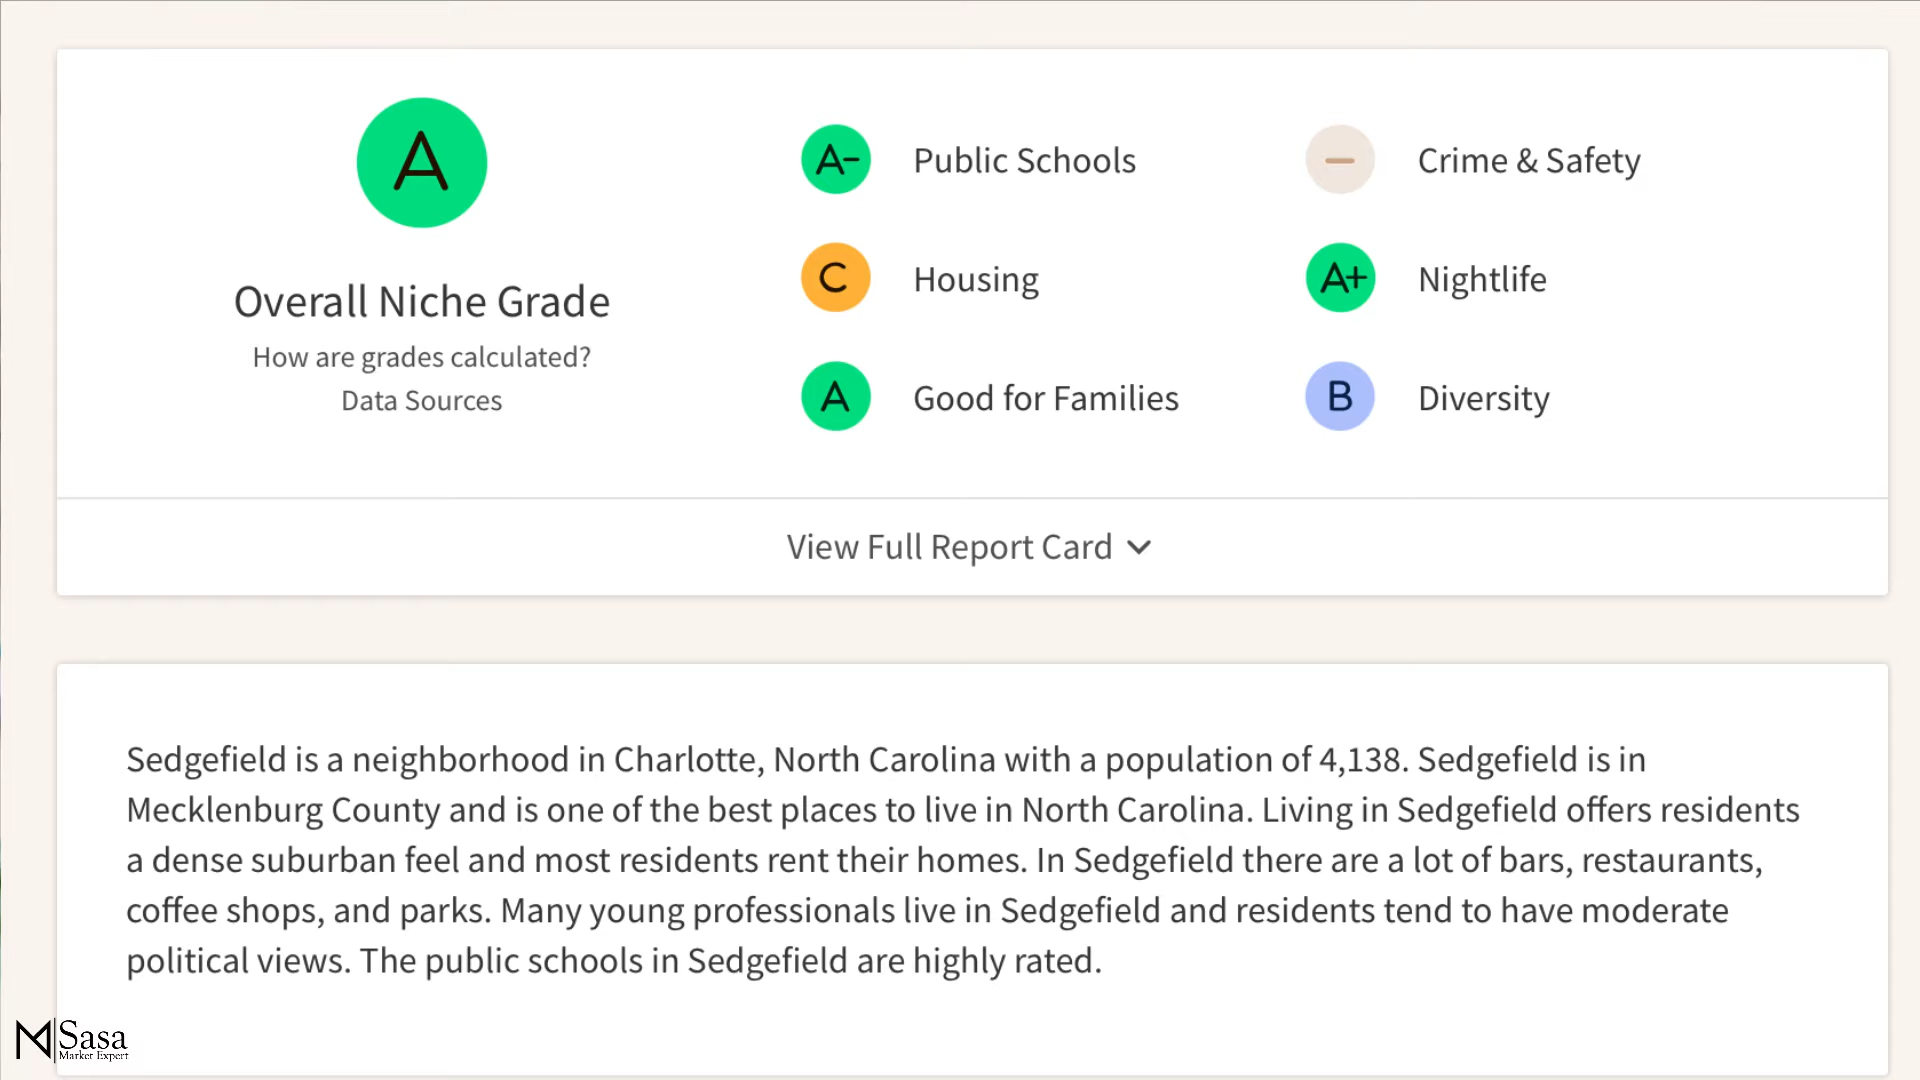 A
Overall Niche Grade
How are grades calculated?
Data Sources
A- Public Schools
C Housing
A Good for Families
– Crime & Safety
A+ Nightlife
B Diversity
View Full Report Card
Sedgefield is a neighborhood in Charlotte, North Carolina with a population of 4,138. Sedgefield is in
Mecklenburg County and is one of the best places to live in North Carolina. Living in Sedgefield offers residents
a dense suburban feel and most residents rent their homes. In Sedgefield there are a lot of bars, restaurants,
coffee shops, and parks. Many young professionals live in Sedgefield and residents tend to have moderate
political views. The public schools in Sedgefield are highly rated.
Sasa
Market Expert